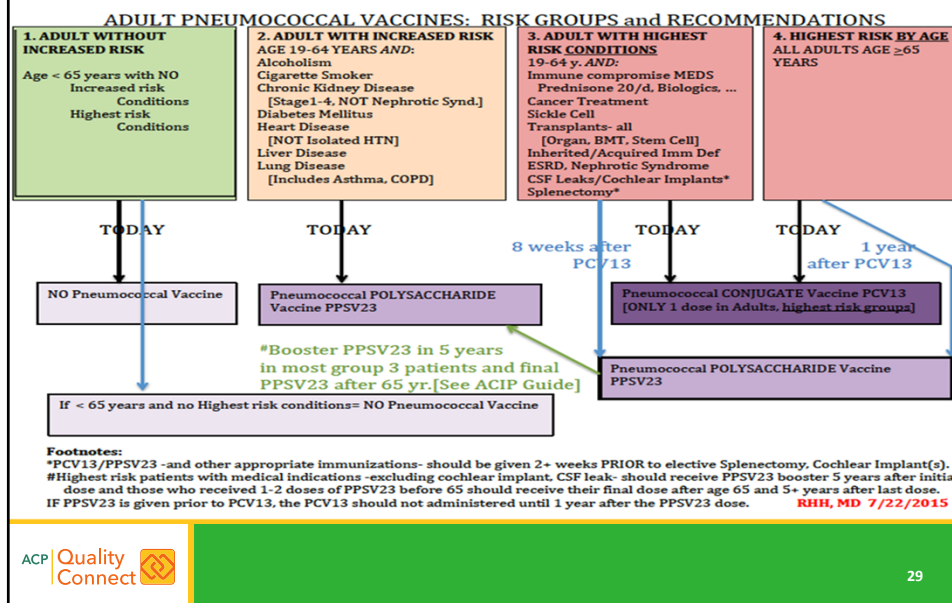 ADULT PNEUMOCOCCAL VACCINES: RISK GROUPS and RECOMMENDATIONS
1. ADULT WITHOUT
INCREASED RISK
Age < 65 years with NO
Increased risk
Conditions
Highest risk
Conditions
2. ADULT WITH INCREASED RISK
AGE 19-64 YEARS AND:
Alcoholism
Cigarette Smoker
Chronic Kidney Disease
[Stage1-4, NOT Nephrotic Synd.]
Diabetes Mellitus
Heart Disease
[NOT Isolated HTN]
Liver Disease
Lung Disease
[Includes Asthma, COPD]
3. ADULT WITH HIGHEST
RISK CONDITIONS
19-64 y. AND:
Immune compromise MEDS
Prednisone 20/d, Biologics, ...
Cancer Treatment
Sickle Cell
Transplants- all
[Organ, BMT, Stem Cell]
Inherited/Acquired Imm Def
ESRD, Nephrotic Syndrome
CSF Leaks/Cochlear Implants*
Splenectomy*
4. HIGHEST RISK BY AGE
ALL ADULTS AGE ≥65
YEARS
TODAY
TODAY
TODAY
TODAY
8 weeks after
PCV13
1 year
after PCV13
NO Pneumococcal Vaccine
Pneumococcal POLYSACCHARIDE
Vaccine PPSV23
Pneumococcal CONJUGATE Vaccine PCV13
[ONLY 1 dose in Adults, highest risk groups]
#Booster PPSV23 in 5 years
in most group 3 patients and final
PPSV23 after 65 yr.[See ACIP Guide]
Pneumococcal POLYSACCHARIDE Vaccine
PPSV23
If < 65 years and no Highest risk conditions= NO Pneumococcal Vaccine
Footnotes:
*PCV13/PPSV23 -and other appropriate immunizations- should be given 2+ weeks PRIOR to elective Splenectomy, Cochlear Implant(s).
#Highest risk patients with medical indications -excluding cochlear implant, CSF leak- should receive PPSV23 booster 5 years after initia
dose and those who received 1-2 doses of PPSV23 before 65 should receive their final dose after age 65 and 5+ years after last dose.
IF PPSV23 is given prior to PCV13, the PCV13 should not administered until 1 year after the PPSV23 dose.
RHH, MD 7/22/2015
ACP Quality
Connect
29